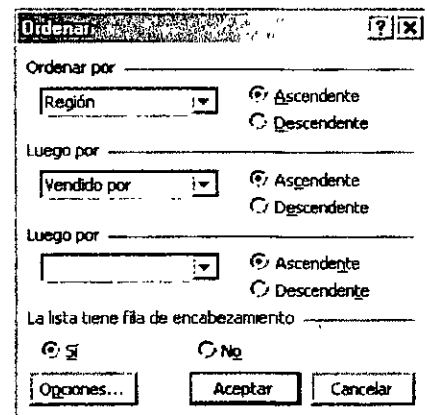 Ordenar
Ordenar por
Región
Ascendente
Descendente
Luego por
Vendido por
Ascendente
Descendente
Luego por
Ascendente
Descendente
La lista tiene fila de encabezamiento
Sí No
Opciones... Aceptar Cancelar